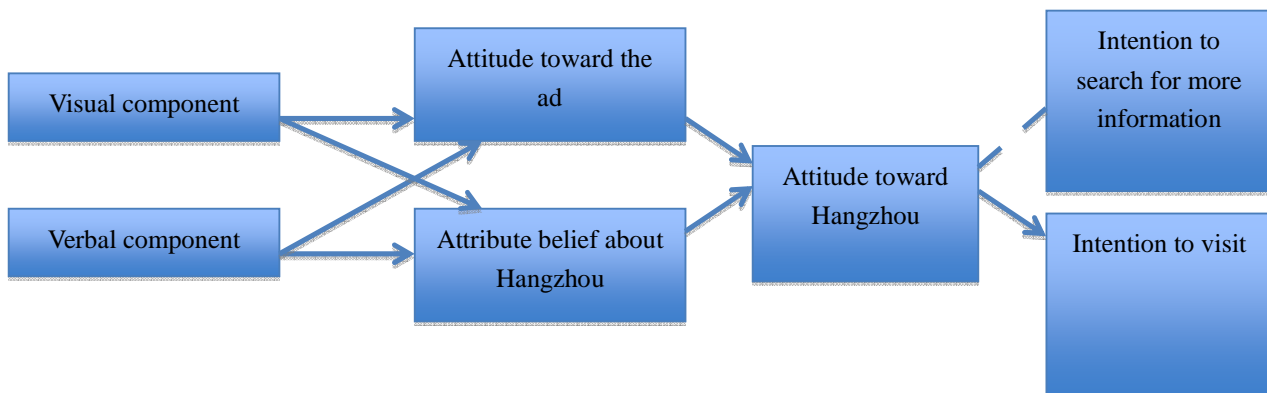 Visual component
Verbal component
Attitude toward the
ad
Attribute belief about
Hangzhou
Attitude toward
Hangzhou
Intention to
search for more
information
Intention to visit